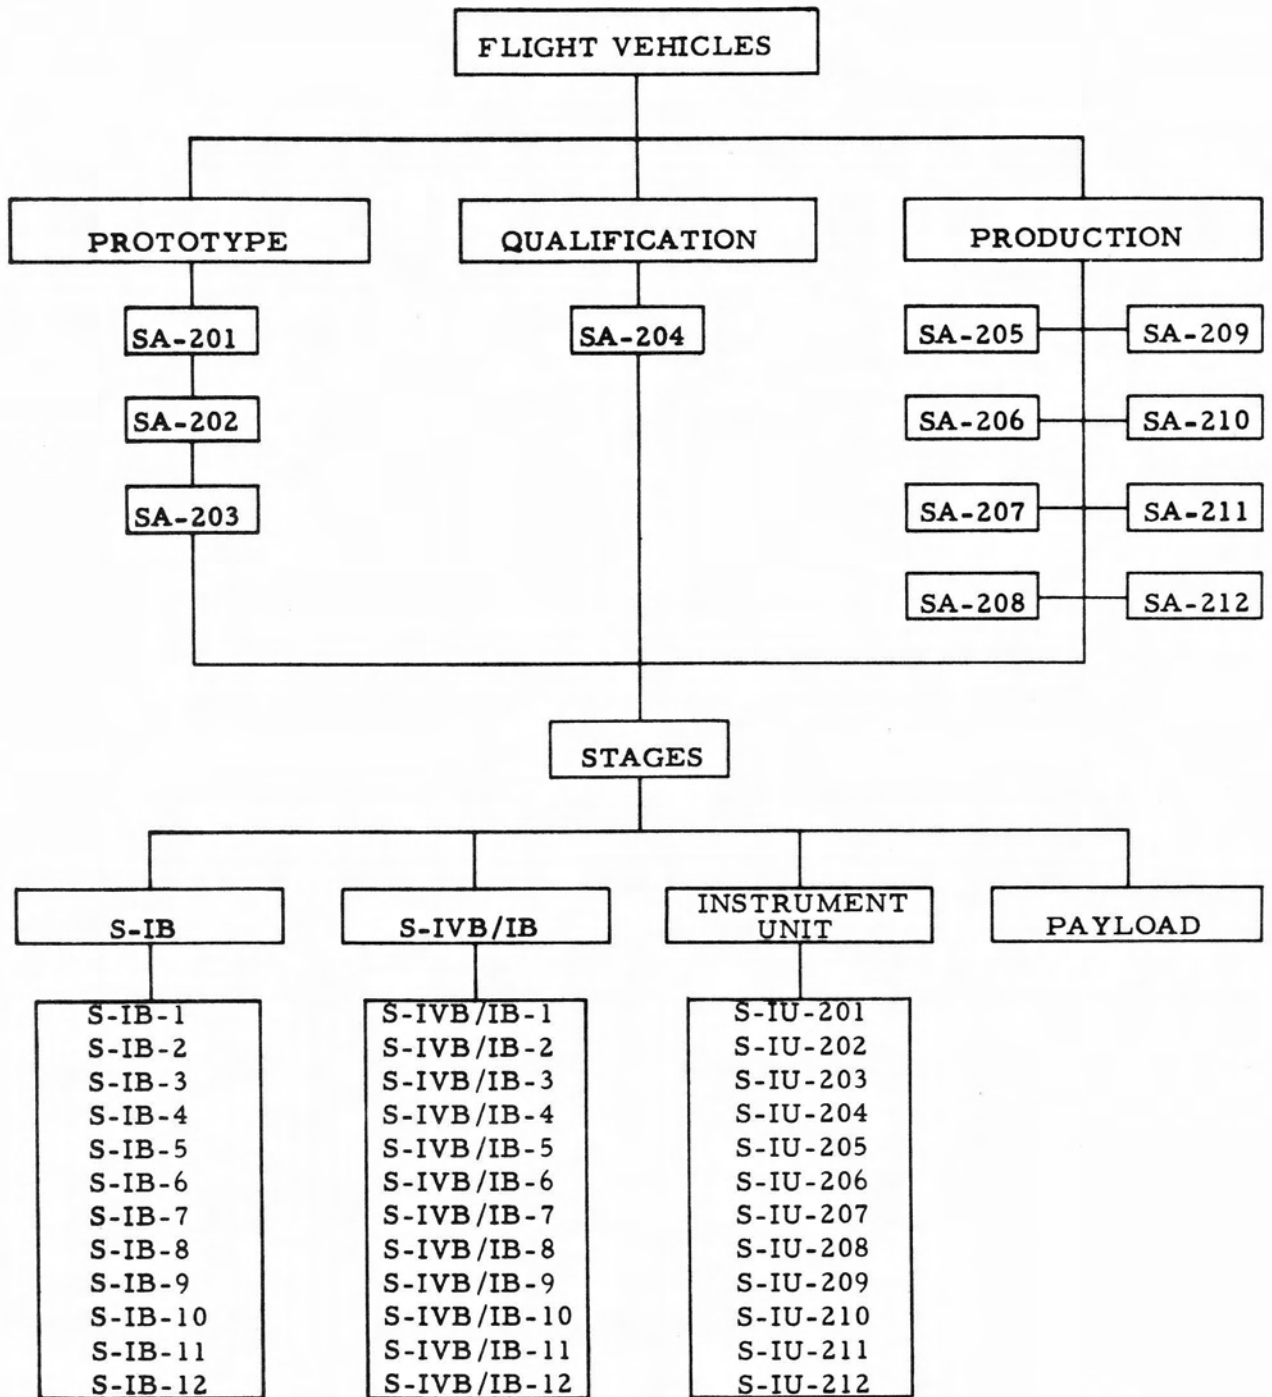 FLIGHT VEHICLES
PROTOTYPE
QUALIFICATION
PRODUCTION
SA-201
SA-202
SA-203
SA-204
SA-205
SA-209
SA-206
SA-210
SA-207
SA-211
SA-208
SA-212
STAGES
S-IB
S-IVB/IB
INSTRUMENT
UNIT
PAYLOAD
S-IB-1
S-IB-2
S-IB-3
S-IB-4
S-IB-5
S-IB-6
S-IB-7
S-IB-8
S-IB-9
S-IB-10
S-IB-11
S-IB-12
S-IVB/IB-1
S-IVB/IB-2
S-IVB/IB-3
S-IVB/IB-4
S-IVB/IB-5
S-IVB/IB-6
S-IVB/IB-7
S-IVB/IB-8
S-IVB/IB-9
S-IVB/IB-10
S-IVB/IB-11
S-IVB/IB-12
S-IU-201
S-IU-202
S-IU-203
S-IU-204
S-IU-205
S-IU-206
S-IU-207
S-IU-208
S-IU-209
S-IU-210
S-IU-211
S-IU-212